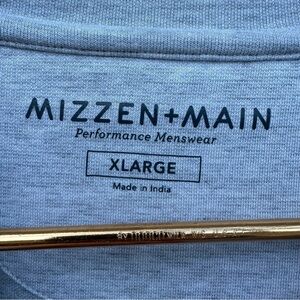 MIZZEN+MAIN
Performance Menswear
XLARGE
Made in India